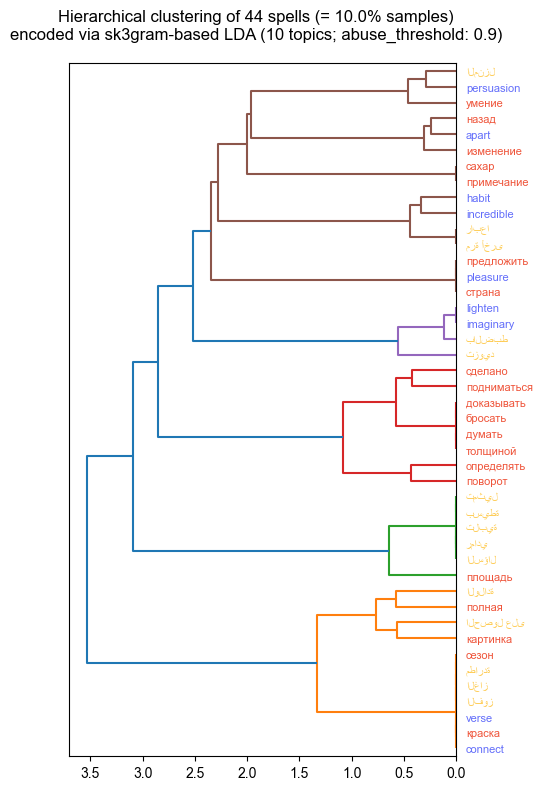 Hierarchical clustering of 44 spells (= 10.0% samples)
encoded via sk3gram-based LDA (10 topics; abuse_threshold: 0.9)
المنزل
persuasion
умение
назад
apart
изменение
сахар
примечание
habit
incredible
رابعا
مرة أخرى
предложить
pleasure
страна
lighten
imaginary
بالضبط
تزويد
сделано
подниматься
доказывать
бросать
думать
толщиной
определять
поворот
تمثيل
بسيطة
تلبية
رمادي
السؤال
площадь
الولادة
полная
الحصول على
картинка
сезон
مطاردة
الغاز
الفوز
verse
краска
connect
3.5 3.0 2.5 2.0 1.5 1.0 0.5 0.0